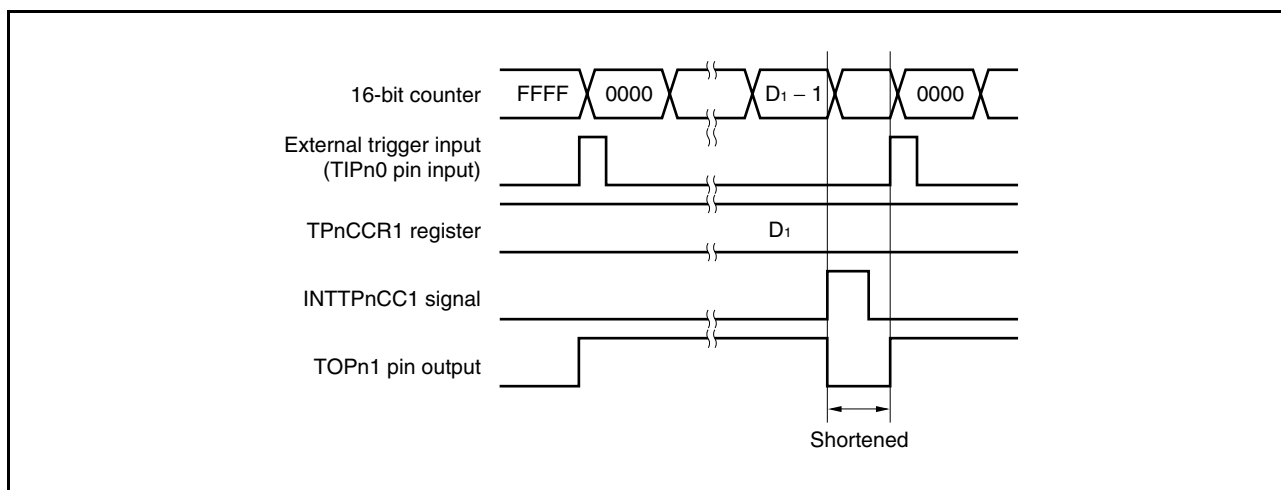 16-bit counter
FFFF 0000 D1 − 1 0000
External trigger input
(TIPn0 pin input)
TPnCCR1 register
D1
INTTPnCC1 signal
TOPn1 pin output
Shortened